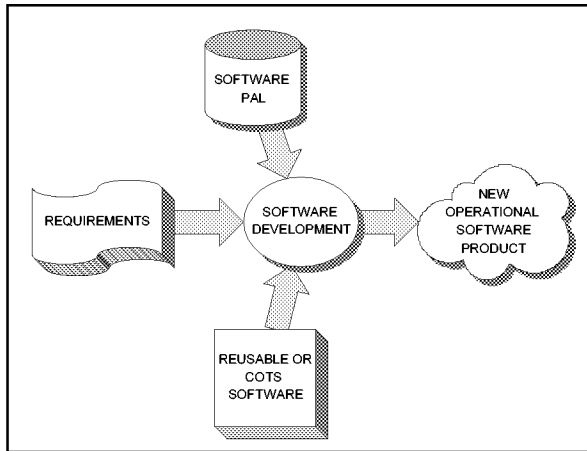 SOFTWARE
PAL
REQUIREMENTS
SOFTWARE
DEVELOPMENT
NEW
OPERATIONAL
SOFTWARE
PRODUCT
REUSABLE OR
COTS
SOFTWARE